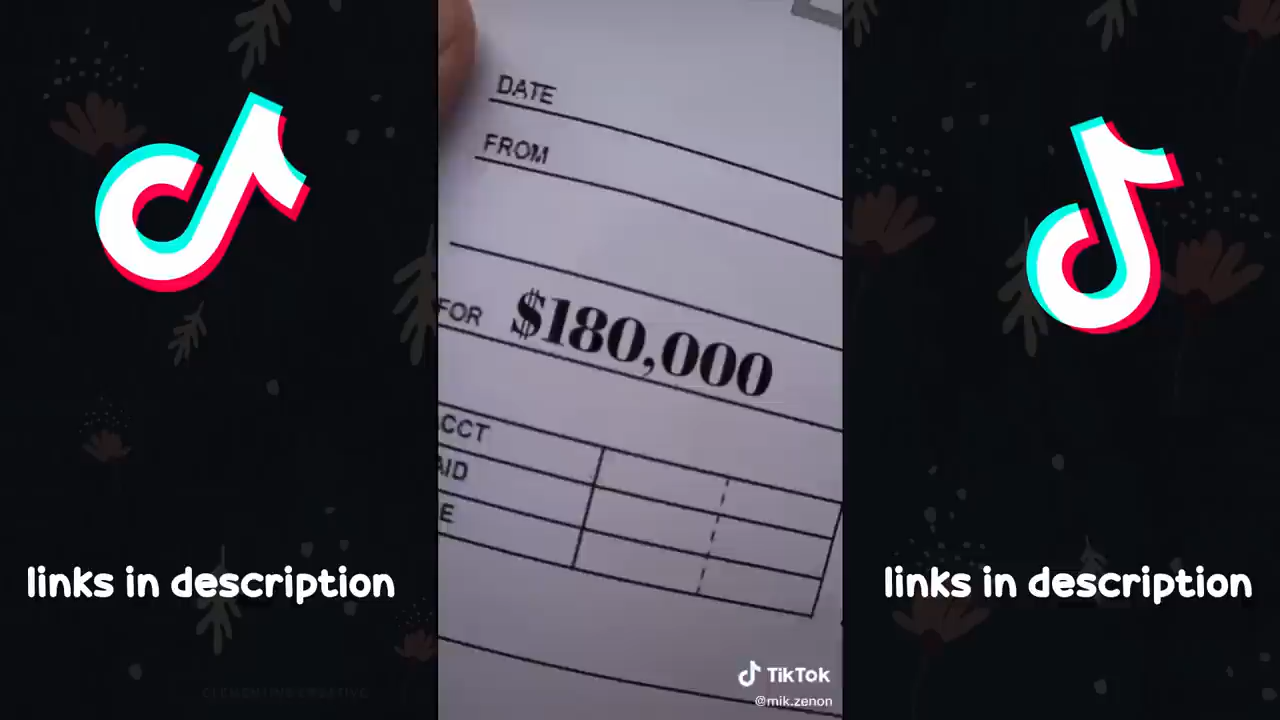 DATE
FROM
FOR $180,000
CCT
AID
E
links in description
links in description
TikTok
@mik.zenon